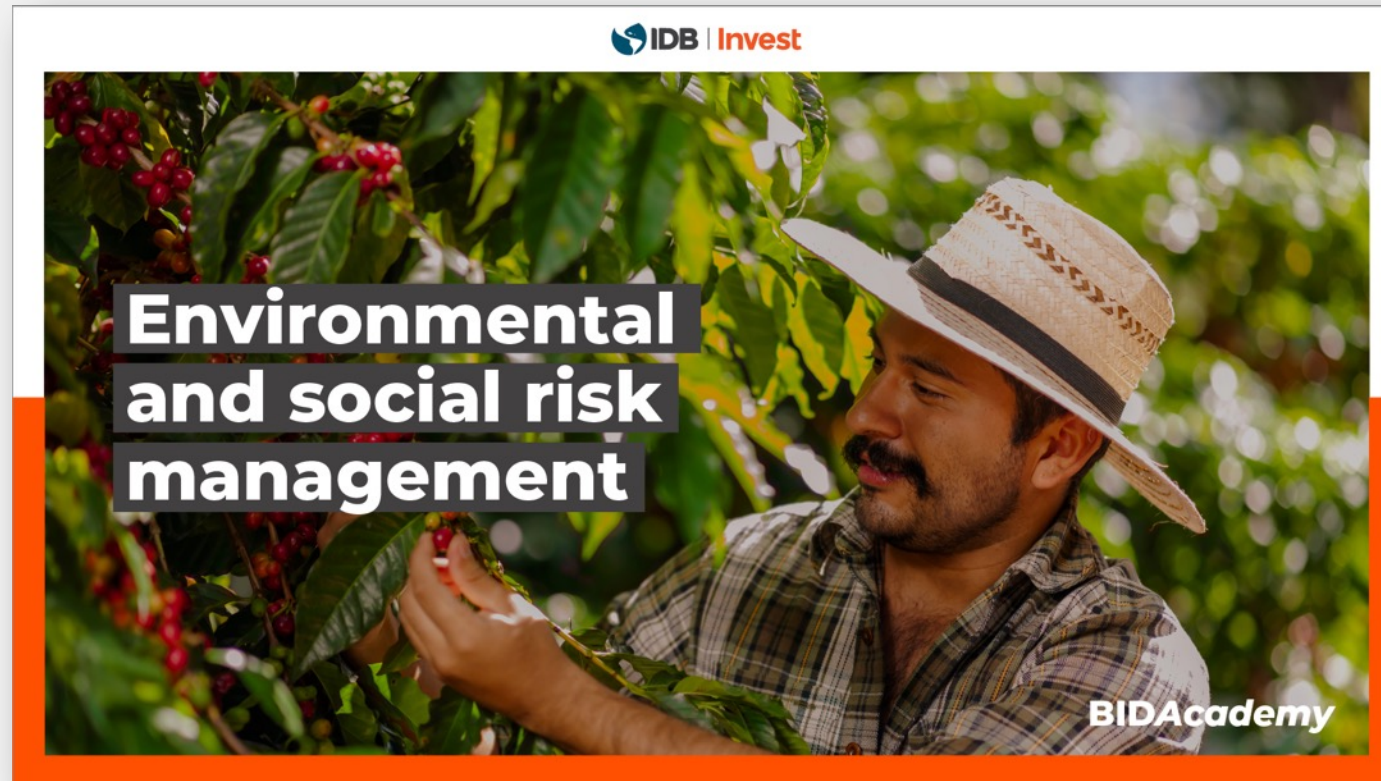 IDB | Invest
Environmental
and social risk
management
BIDAcademy